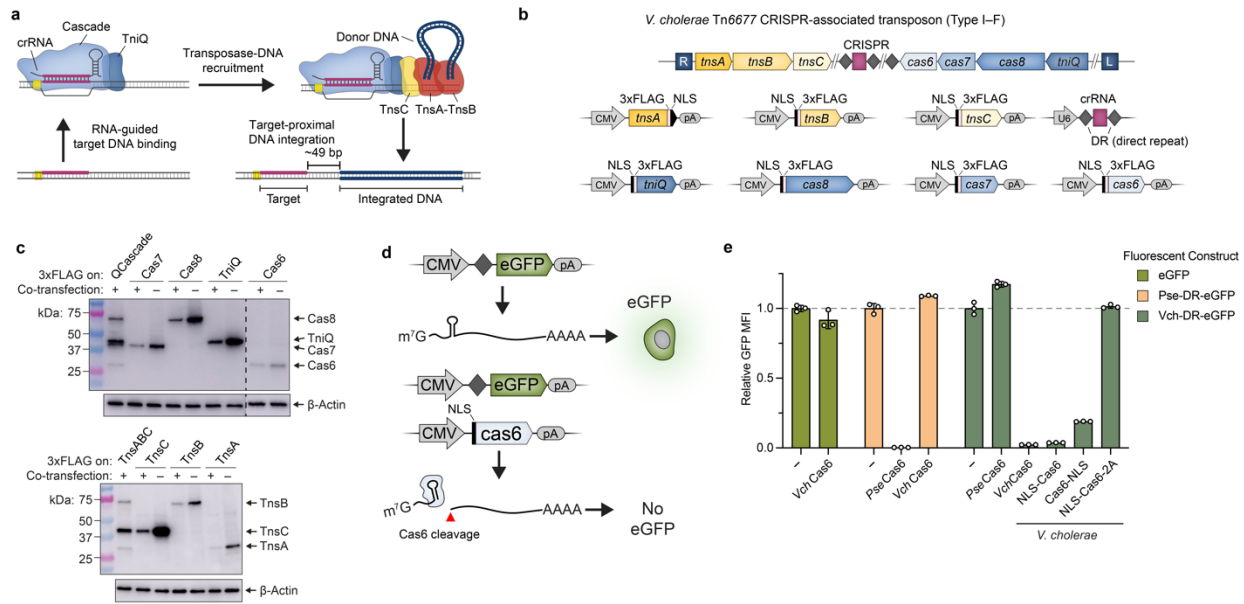 a
Cascade
crRNA
TniQ
Transposase-DNA
recruitment
Donor DNA
TnsC
TnsA-TnsB
RNA-guided
target DNA binding
Target-proximal
DNA integration
~49 bp
Target
Integrated DNA
b
V. cholerae Tn6677 CRISPR-associated transposon (Type I–F)
CRISPR
R
tnsA
tnsB
tnsC
cas6
cas7
cas8
tniQ
L
3xFLAG NLS
CMV
tnsA
pA
NLS 3xFLAG
CMV
tnsB
pA
NLS 3xFLAG
CMV
tnsC
pA
crRNA
U6
DR (direct repeat)
NLS 3xFLAG
CMV
tniQ
pA
NLS 3xFLAG
CMV
cas8
pA
NLS 3xFLAG
CMV
cas7
pA
NLS 3xFLAG
CMV
cas6
pA
c
3xFLAG on: QCascade Cas7 Cas8 TniQ Cas6
Co-transfection: + + – + – + – + –
kDa: 75
50
37
25
Cas8
TniQ
Cas7
Cas6
β-Actin
3xFLAG on: TnsABC TnsC TnsB TnsA
Co-transfection: + + – + – + –
kDa: 75
50
37
25
TnsB
TnsC
TnsA
β-Actin
d
CMV
eGFP
pA
eGFP
m⁷G
AAAA
CMV
eGFP
pA
NLS
CMV
cas6
pA
m⁷G
AAAA
Cas6 cleavage
No
eGFP
e
Relative GFP MFI
1.0
0.5
0.0
–
VchCas6
–
PseCas6
VchCas6
–
PseCas6
VchCas6
NLS-Cas6
Cas6-NLS
NLS-Cas6-2A
V. cholerae
Fluorescent Construct
eGFP
Pse-DR-eGFP
Vch-DR-eGFP